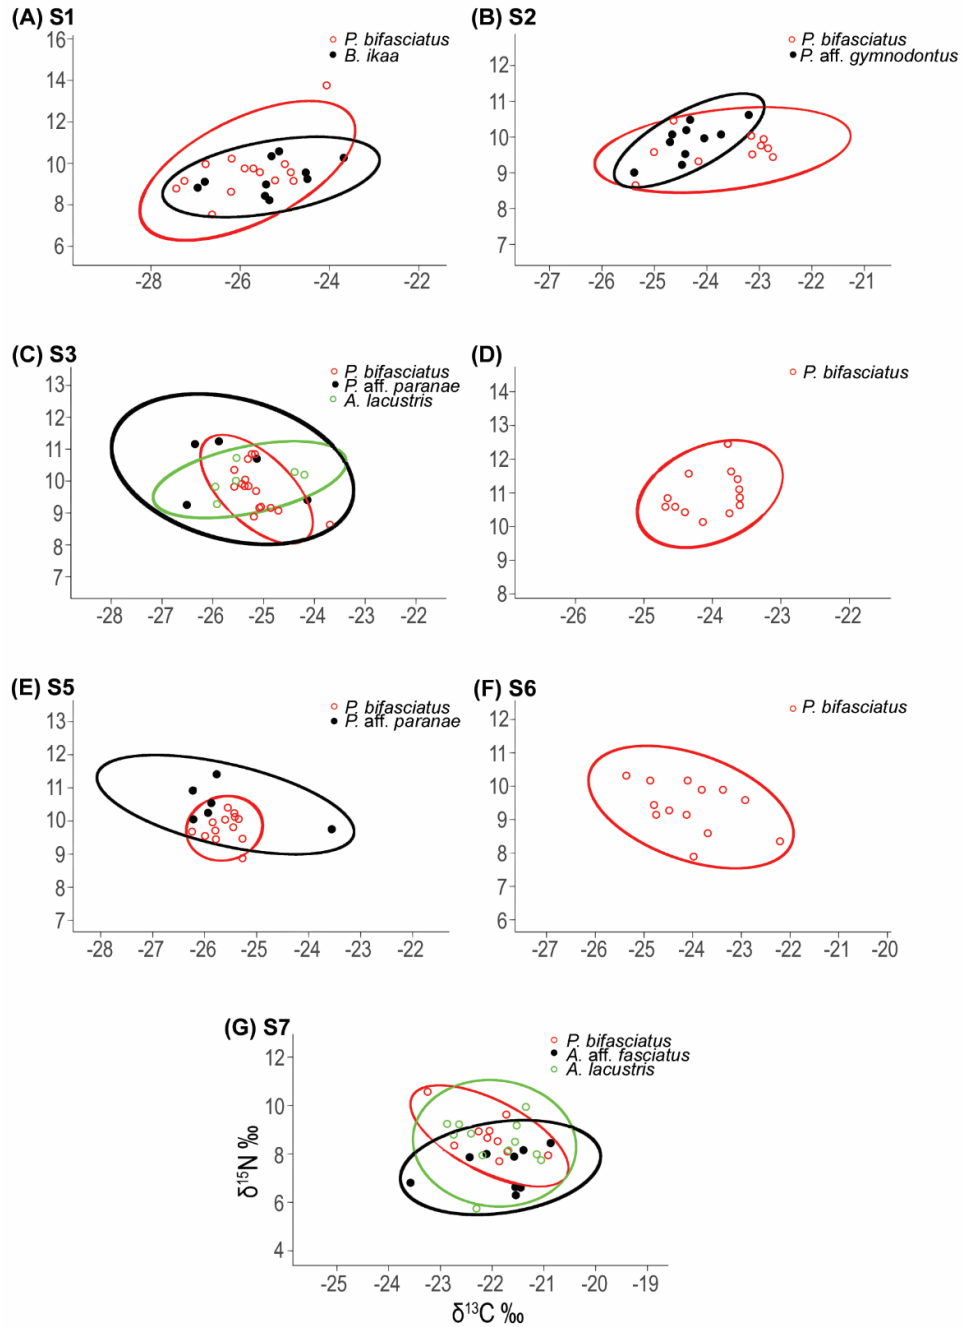 (A) S1
P. bifasciatus
B. ikaa
16
14
12
10
8
6
-28 -26 -24 -22
(B) S2
P. bifasciatus
P. aff. gymnodontus
12
11
10
9
8
7
-27 -26 -25 -24 -23 -22 -21
(C) S3
P. bifasciatus
P. aff. paranae
A. lacustris
13
12
11
10
9
8
7
-28 -27 -26 -25 -24 -23 -22
(D)
P. bifasciatus
14
13
12
11
10
9
8
-26 -24 -23 -22
(E) S5
P. bifasciatus
P. aff. paranae
13
12
11
10
9
8
7
-28 -27 -26 -25 -24 -23 -22
(F) S6
P. bifasciatus
12
11
10
9
8
7
6
-27 -26 -25 -24 -23 -22 -21 -20
(G) S7
P. bifasciatus
A. aff. fasciatus
A. lacustris
12
10
8
6
4
δ15N ‰
-25 -24 -23 -22 -21 -20 -19
δ13C ‰